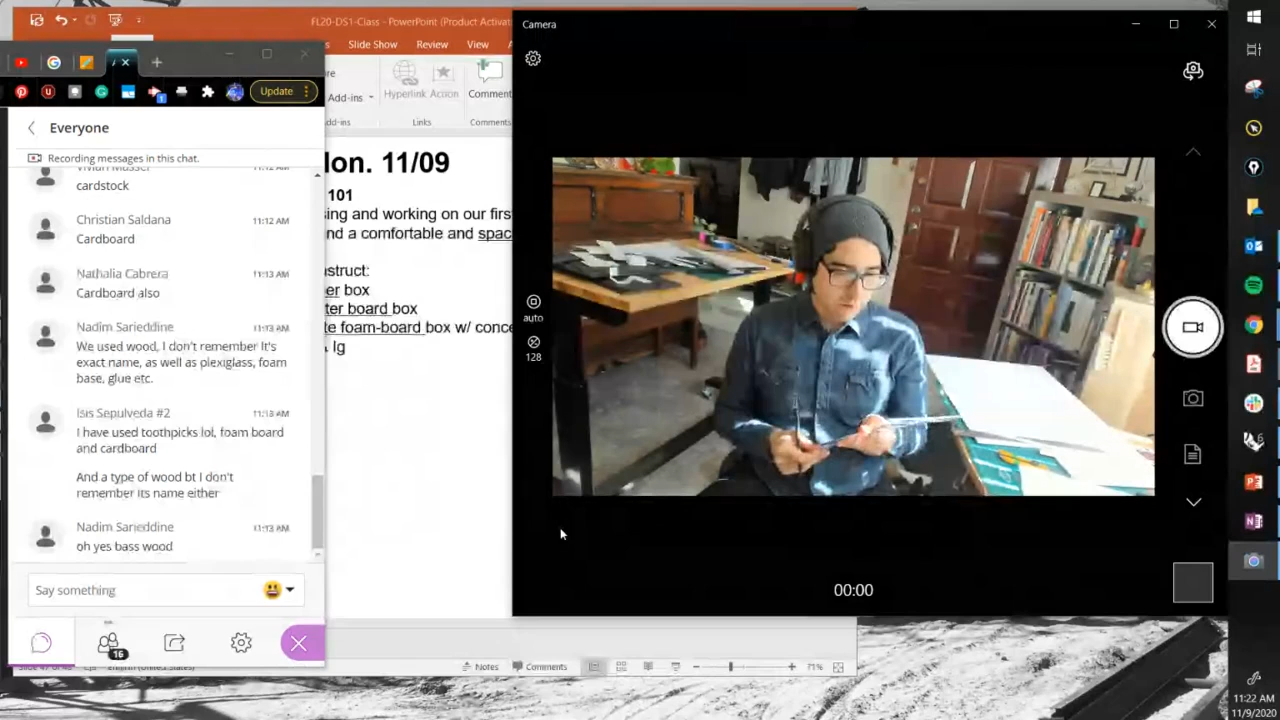 FL20-DS1-Class - PowerPoint (Product Activat
Slide Show Review View
Update
Add-ins
Hyperlink Action
Comment
Links
Comments
Everyone
Recording messages in this chat.
11:12 AM
cardstock
Christian Saldana 11:12 AM
Cardboard
Nathalia Cabrera 11:13 AM
Cardboard also
Nadim Sarieddine 11:13 AM
We used wood, I don't remember it's
exact name, as well as plexiglass, foam
base, glue etc.
Isis Sepulveda #2 11:13 AM
I have used toothpicks lol, foam board
and cardboard
And a type of wood bt I don't
remember its name either
Nadim Sarieddine 11:13 AM
oh yes bass wood
Say something
16
on. 11/09
101
sing and working on our firs
nd a comfortable and spac
nstruct:
er box
ter board box
te foam-board box w/ conce
lg
Notes Comments 71%
Camera
auto
128
00:00
11:22 AM
11/9/2020